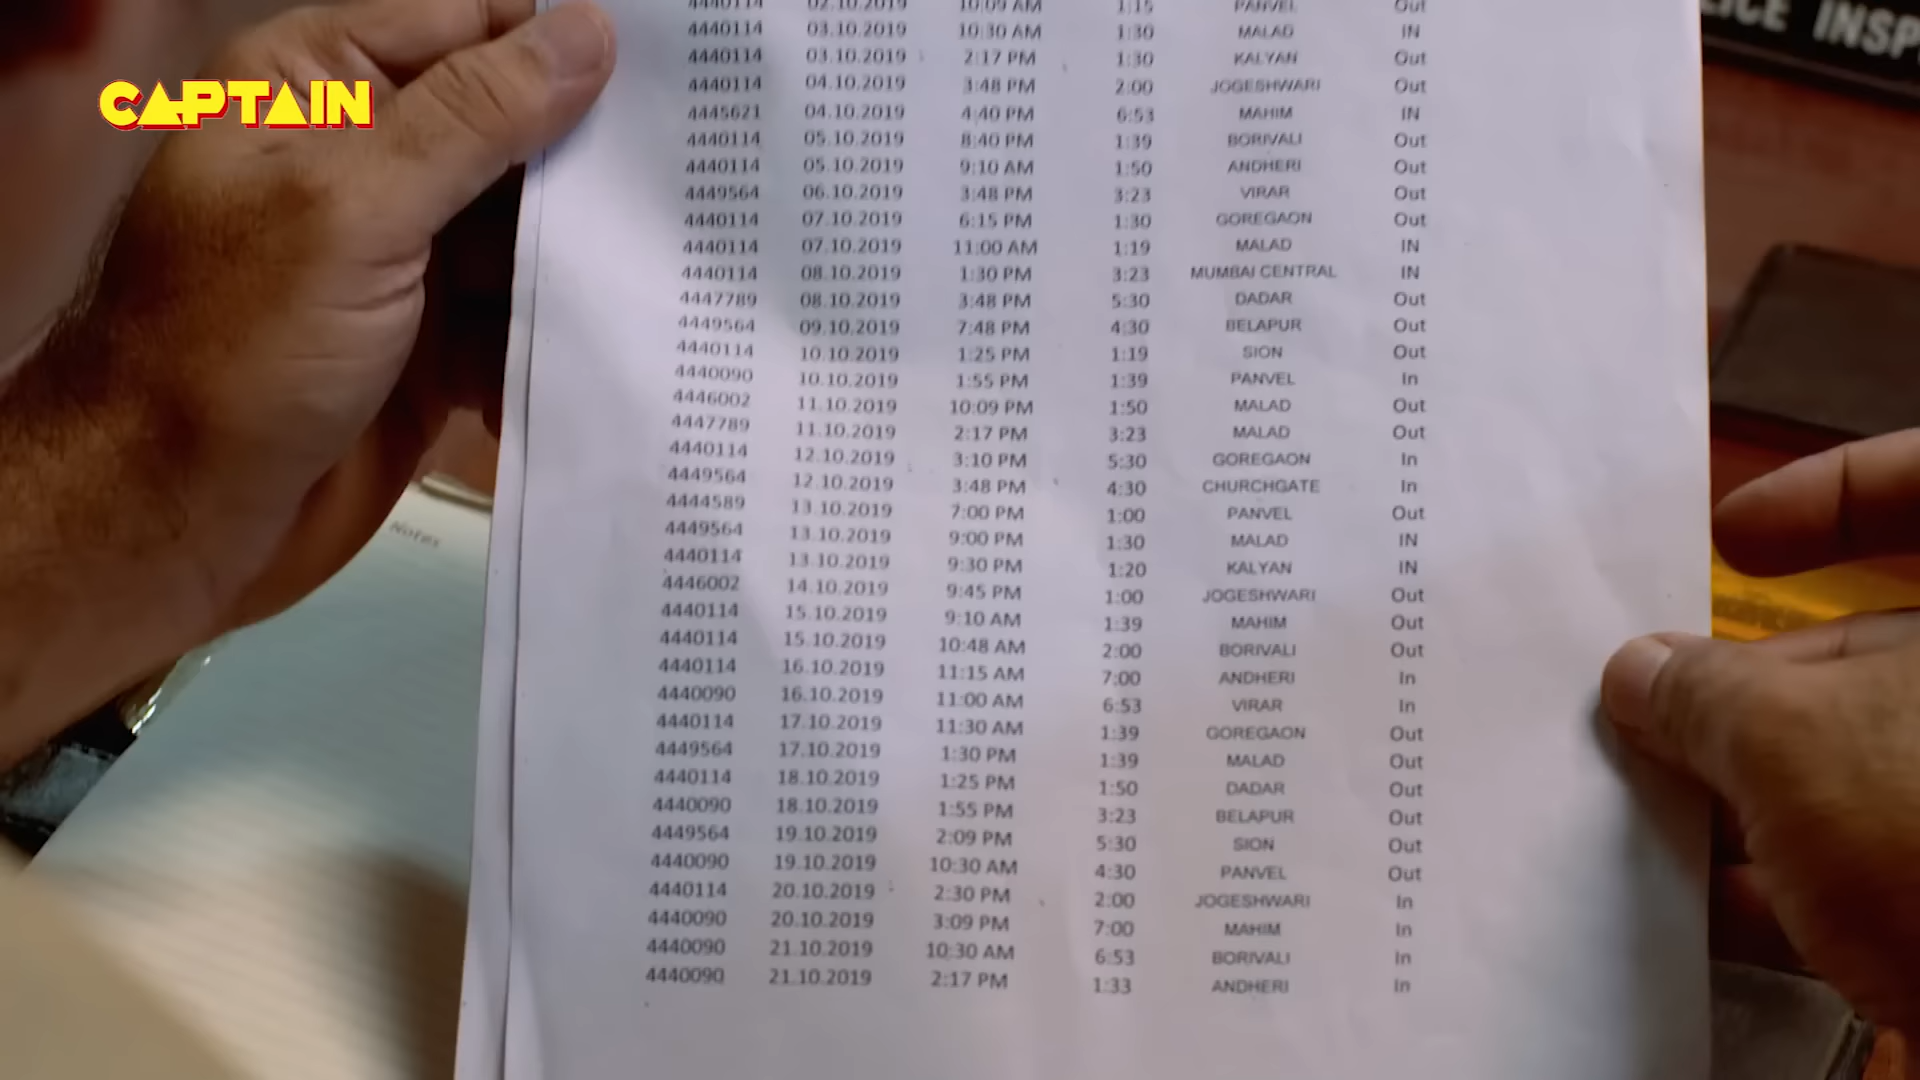 4440114 02.10.2019 10:09 AM 1:15 PANVEL Out
4440114 03.10.2019 10:30 AM 1:30 MALAD IN
4440114 03.10.2019 2:17 PM 1:30 KALYAN Out
4440114 04.10.2019 3:48 PM 2:00 JOGESHWARI Out
4445621 04.10.2019 4:40 PM 6:53 MAHIM IN
4440114 05.10.2019 8:40 PM 1:39 BORIVALI Out
4440114 05.10.2019 9:10 AM 1:50 ANDHERI Out
4449564 06.10.2019 3:48 PM 3:23 VIRAR Out
4440114 07.10.2019 6:15 PM 1:30 GOREGAON Out
4440114 07.10.2019 11:00 AM 1:19 MALAD IN
4440114 08.10.2019 1:30 PM 3:23 MUMBAI CENTRAL IN
4447789 08.10.2019 3:48 PM 5:30 DADAR Out
4449564 09.10.2019 7:48 PM 4:30 BELAPUR Out
4440114 10.10.2019 1:25 PM 1:19 SION Out
4440090 10.10.2019 1:55 PM 1:39 PANVEL In
4446002 11.10.2019 10:09 PM 1:50 MALAD Out
4447789 11.10.2019 2:17 PM 3:23 MALAD Out
4440114 12.10.2019 3:10 PM 5:30 GOREGAON In
4449564 12.10.2019 3:48 PM 4:30 CHURCHGATE In
4444589 13.10.2019 7:00 PM 1:00 PANVEL Out
4449564 13.10.2019 9:00 PM 1:30 MALAD IN
4440114 13.10.2019 9:30 PM 1:20 KALYAN IN
4446002 14.10.2019 9:45 PM 1:00 JOGESHWARI Out
4440114 15.10.2019 9:10 AM 1:39 MAHIM Out
4440114 15.10.2019 10:48 AM 2:00 BORIVALI Out
4440114 16.10.2019 11:15 AM 7:00 ANDHERI In
4440090 16.10.2019 11:00 AM 6:53 VIRAR In
4440114 17.10.2019 11:30 AM 1:39 GOREGAON Out
4449564 17.10.2019 1:30 PM 1:39 MALAD Out
4440114 18.10.2019 1:25 PM 1:50 DADAR Out
4440090 18.10.2019 1:55 PM 3:23 BELAPUR Out
4449564 19.10.2019 2:09 PM 5:30 SION Out
4440090 19.10.2019 10:30 AM 4:30 PANVEL Out
4440114 20.10.2019 2:30 PM 2:00 JOGESHWARI In
4440090 20.10.2019 3:09 PM 7:00 MAHIM In
4440090 21.10.2019 10:30 AM 6:53 BORIVALI In
4440090 21.10.2019 2:17 PM 1:33 ANDHERI In
CAPTAIN
Notes
LICE INSP